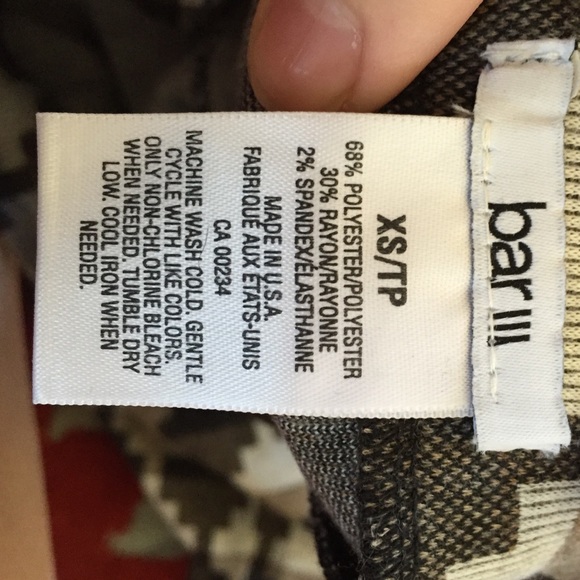 bar III
XS/TP
68% POLYESTER/POLYESTER
30% RAYON/RAYONNE
2% SPANDEX/ÉLASTHANNE
MADE IN U.S.A.
FABRIQUÉ AUX ÉTATS-UNIS
CA 00234
MACHINE WASH COLD. GENTLE
CYCLE WITH LIKE COLORS.
ONLY NON-CHLORINE BLEACH
WHEN NEEDED. TUMBLE DRY
LOW. COOL IRON WHEN
NEEDED.